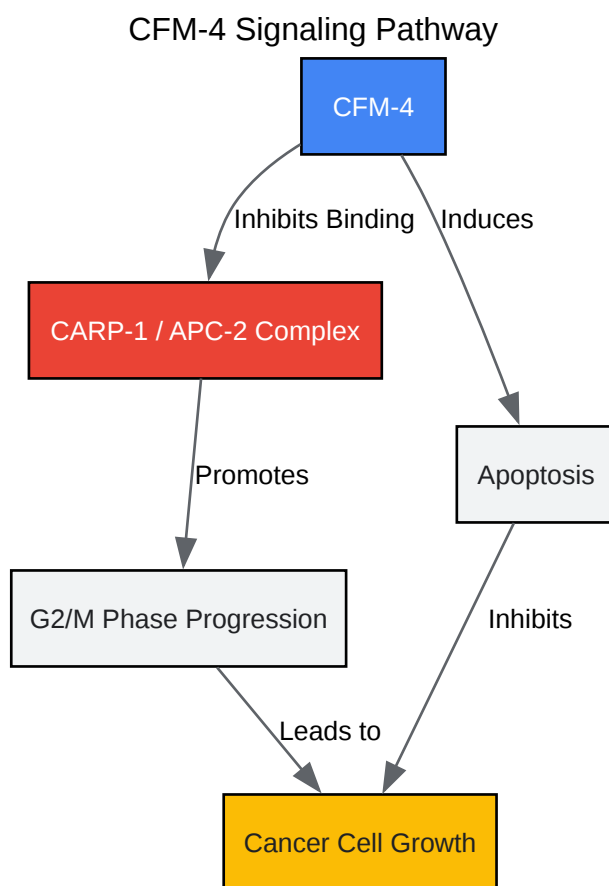 CFM-4 Signaling Pathway
CFM-4
Inhibits Binding
Induces
CARP-1 / APC-2 Complex
Apoptosis
Promotes
G2/M Phase Progression
Inhibits
Leads to
Cancer Cell Growth